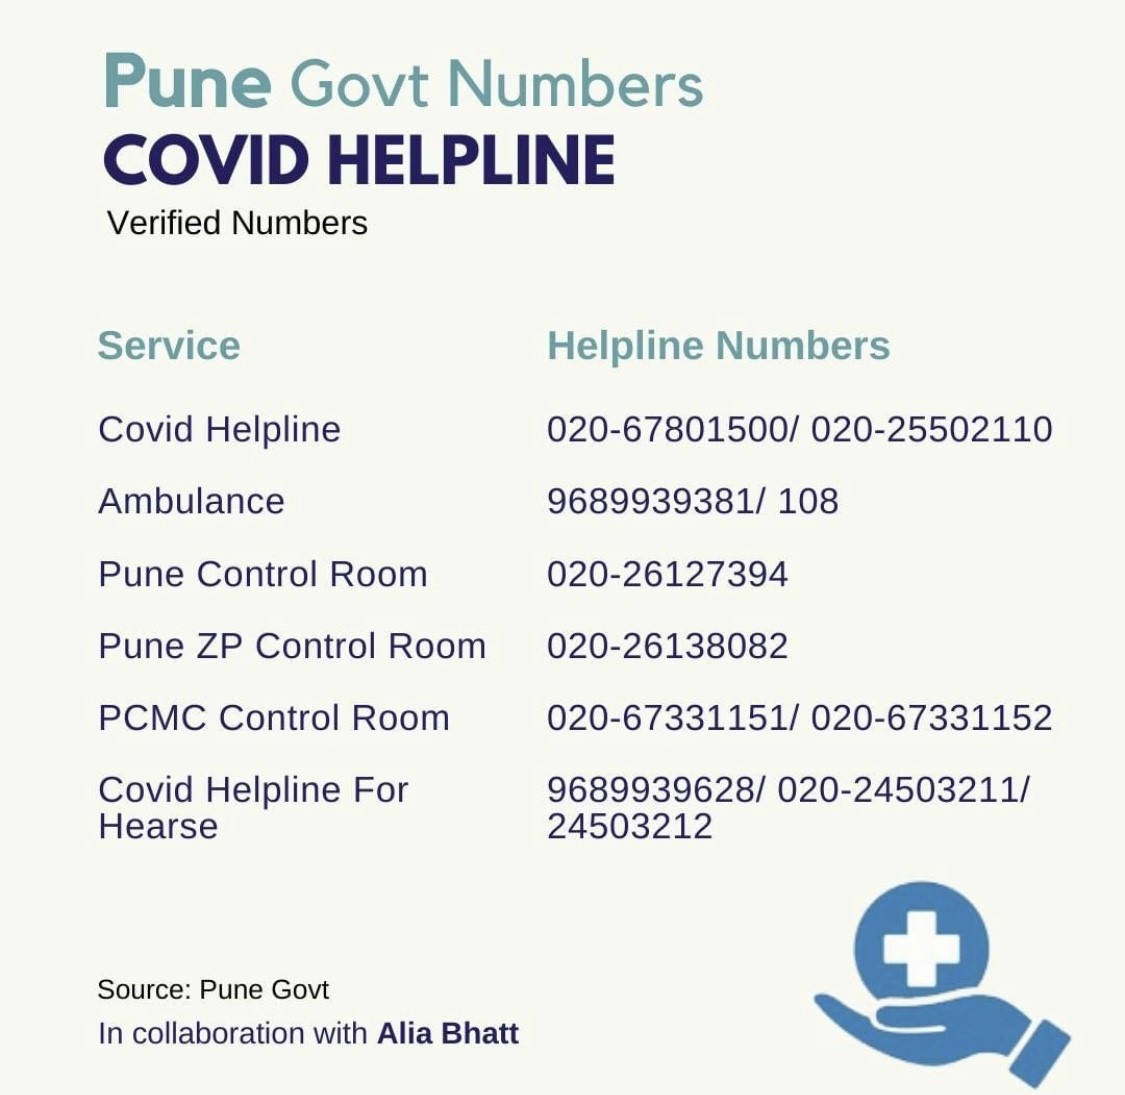 Pune Govt Numbers
COVID HELPLINE
Verified Numbers
Service Helpline Numbers
Covid Helpline 020-67801500/ 020-25502110
Ambulance 9689939381/ 108
Pune Control Room 020-26127394
Pune ZP Control Room 020-26138082
PCMC Control Room 020-67331151/ 020-67331152
Covid Helpline For 9689939628/ 020-24503211/
Hearse 24503212
Source: Pune Govt
In collaboration with Alia Bhatt